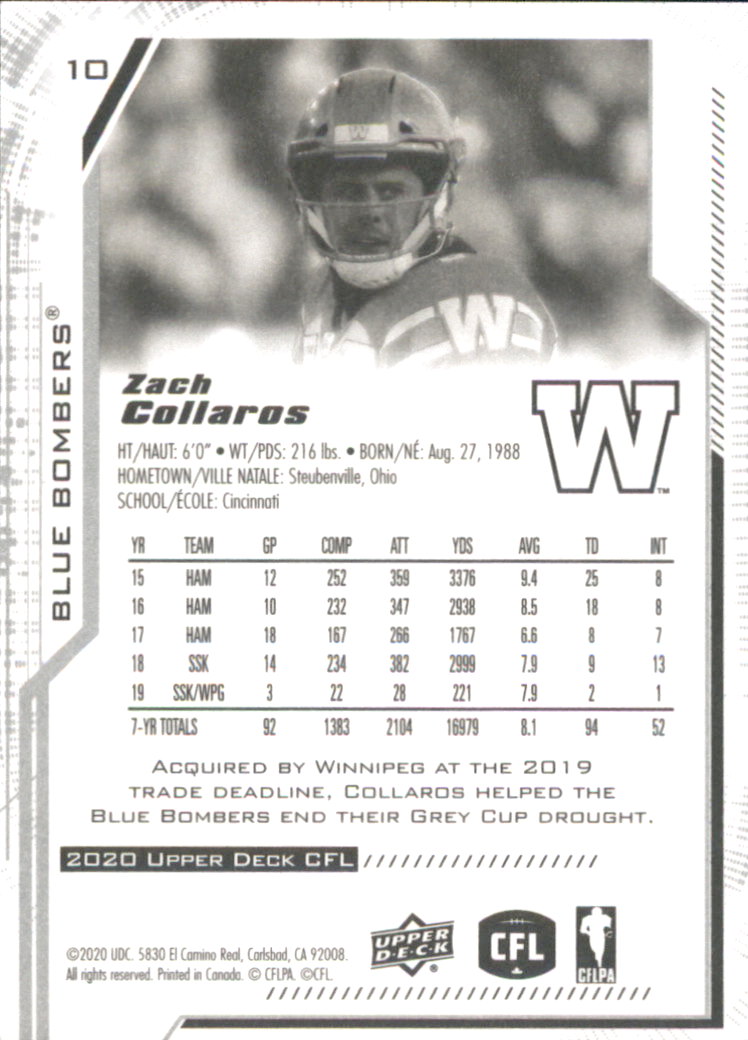 10
W
W
BLUE BOMBERS®
Zach
Collaros
W™
HT/HAUT: 6'0" • WT/PDS: 216 lbs. • BORN/NÉ: Aug. 27, 1988
HOMETOWN/VILLE NATALE: Steubenville, Ohio
SCHOOL/ÉCOLE: Cincinnati
YR TEAM GP COMP ATT YDS AVG TD INT
15 HAM 12 252 359 3376 9.4 25 8
16 HAM 10 232 347 2938 8.5 18 8
17 HAM 18 167 266 1767 6.6 8 7
18 SSK 14 234 382 2999 7.9 9 13
19 SSK/WPG 3 22 28 221 7.9 2 1
7-YR TOTALS 92 1383 2104 16979 8.1 94 52
Acquired by Winnipeg at the 2019
trade deadline, Collaros helped the
Blue Bombers end their Grey Cup drought.
2020 Upper Deck CFL
©2020 UDC. 5830 El Camino Real, Carlsbad, CA 92008.
All rights reserved. Printed in Canada. © CFLPA. ©CFL.
UPPER
D·E·C·K®
CFL
CFLPA